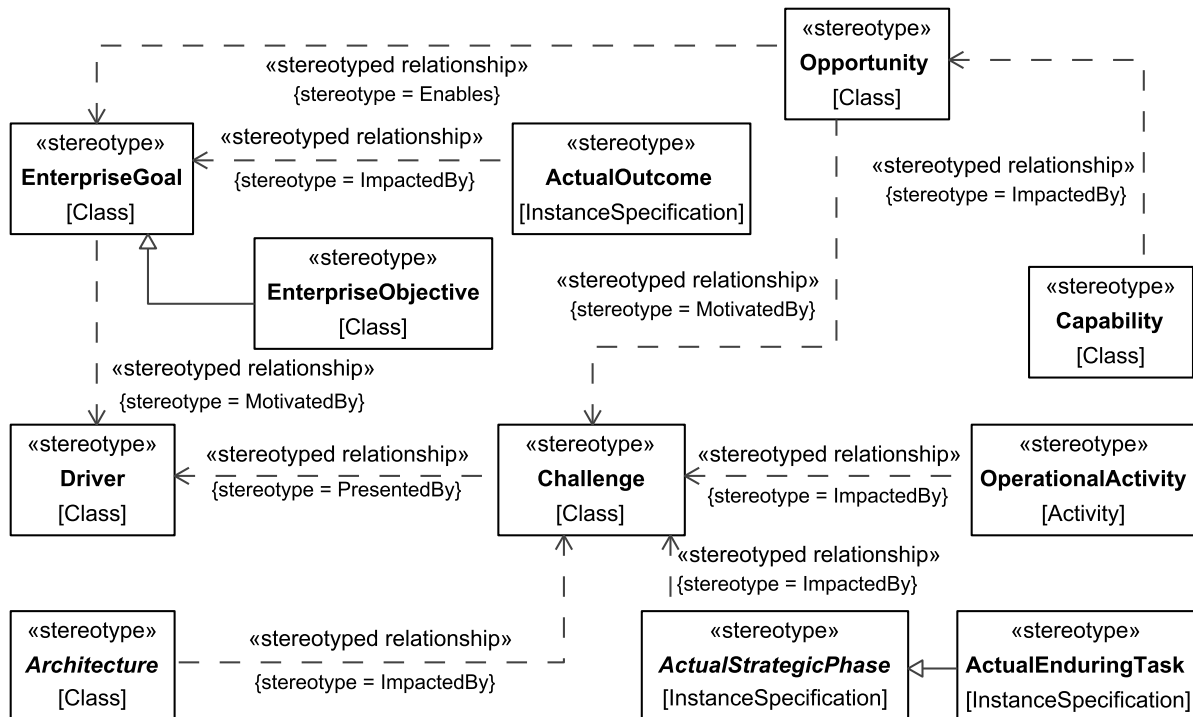 «stereotype»
Opportunity
[Class]
«stereotyped relationship»
{stereotype = Enables}
«stereotype»
EnterpriseGoal
[Class]
«stereotyped relationship»
{stereotype = ImpactedBy}
«stereotype»
ActualOutcome
[InstanceSpecification]
«stereotyped relationship»
{stereotype = ImpactedBy}
«stereotype»
EnterpriseObjective
[Class]
«stereotyped relationship»
{stereotype = MotivatedBy}
«stereotype»
Capability
[Class]
«stereotyped relationship»
{stereotype = MotivatedBy}
«stereotype»
Driver
[Class]
«stereotyped relationship»
{stereotype = PresentedBy}
«stereotype»
Challenge
[Class]
«stereotyped relationship»
{stereotype = ImpactedBy}
«stereotype»
OperationalActivity
[Activity]
«stereotyped relationship»
{stereotype = ImpactedBy}
«stereotype»
Architecture
[Class]
«stereotyped relationship»
{stereotype = ImpactedBy}
«stereotype»
ActualStrategicPhase
[InstanceSpecification]
«stereotype»
ActualEnduringTask
[InstanceSpecification]